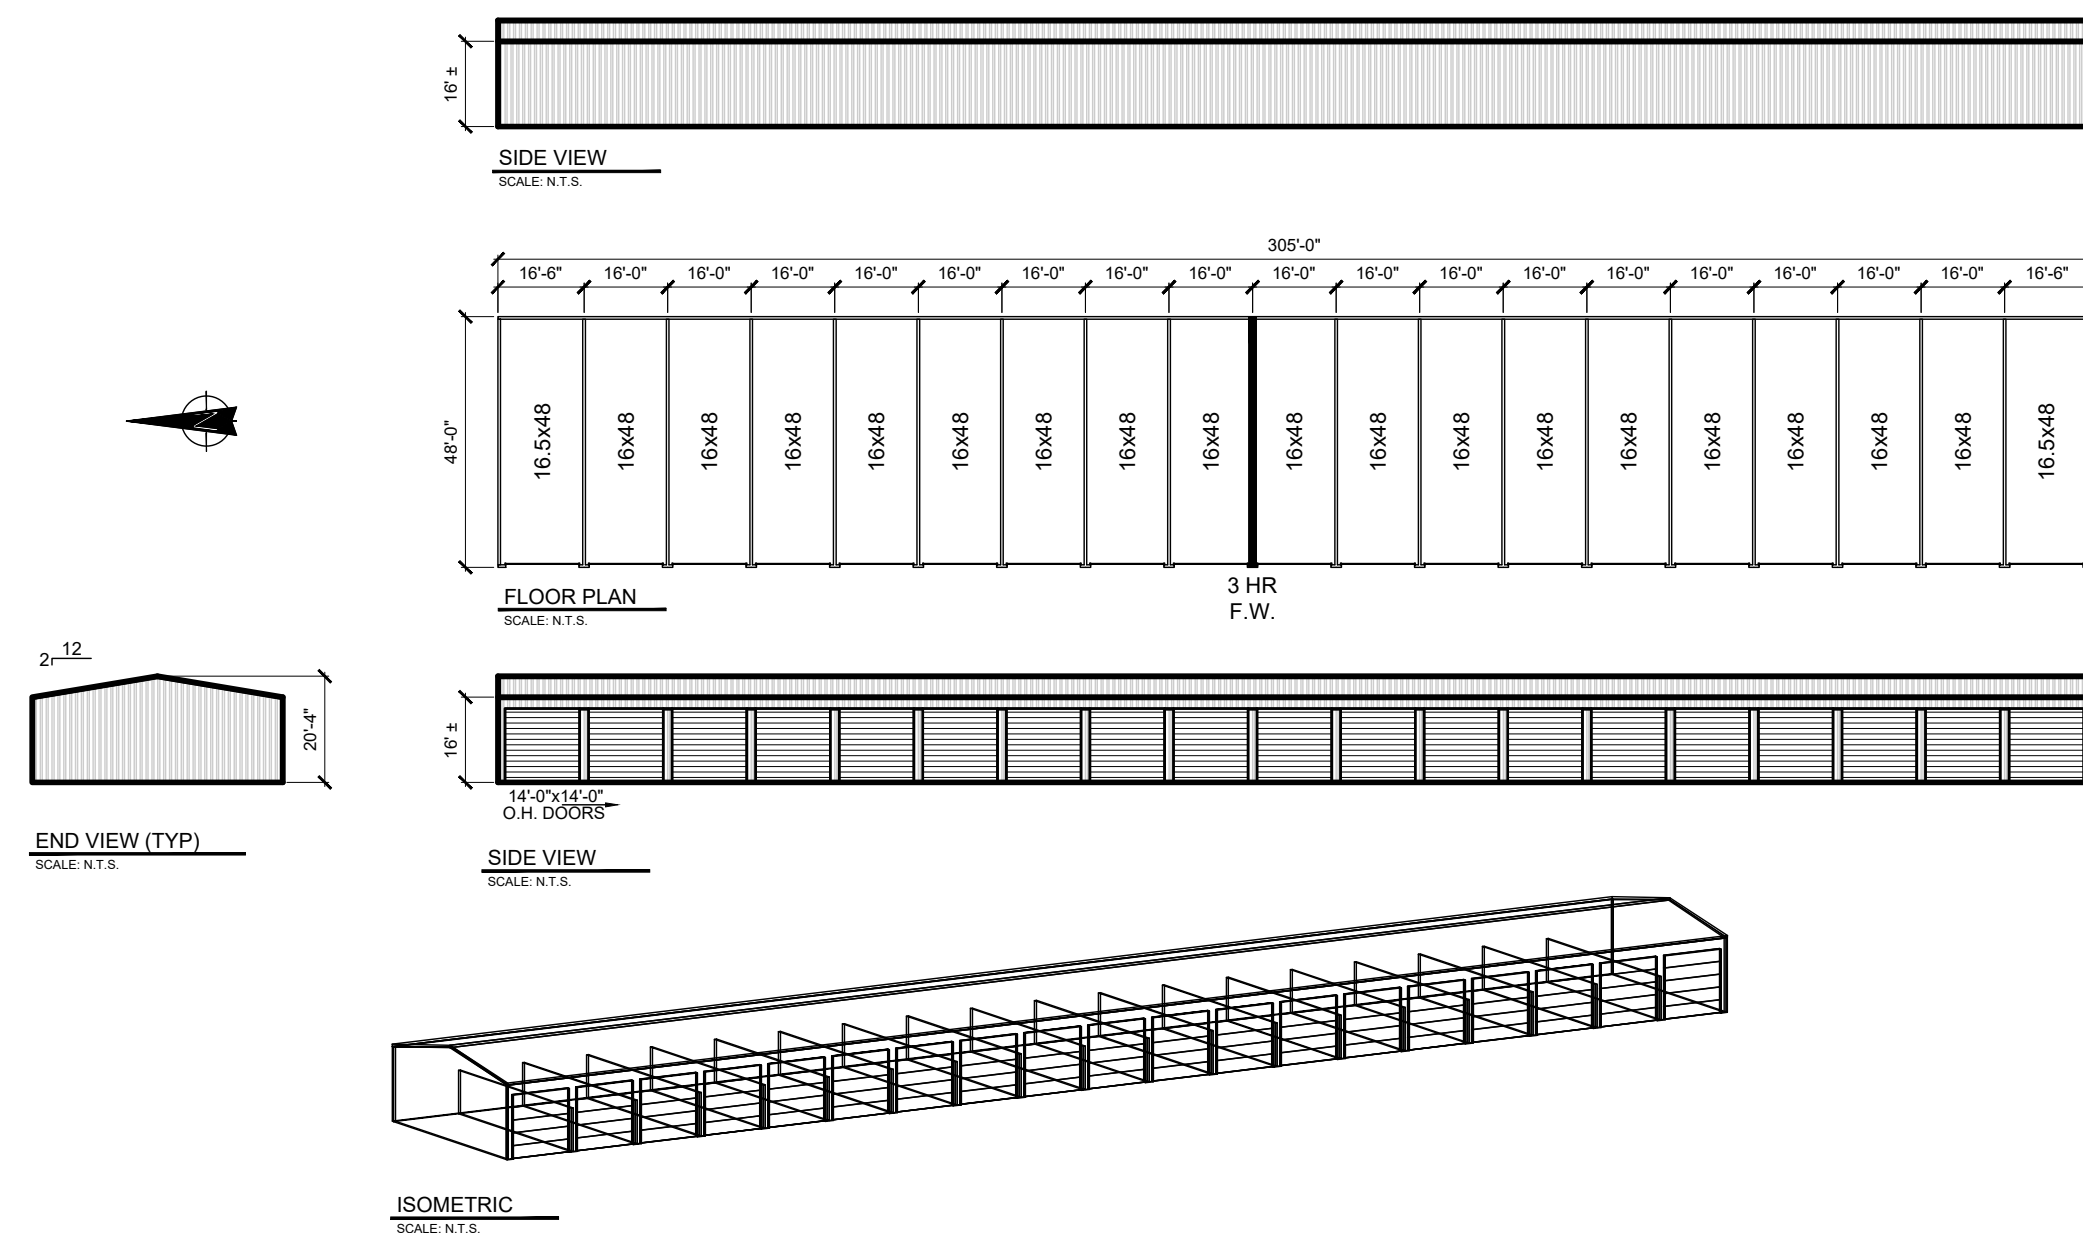 16' ±
SIDE VIEW
SCALE: N.T.S.
305'-0"
16'-6" 16'-0" 16'-0" 16'-0" 16'-0" 16'-0" 16'-0" 16'-0" 16'-0" 16'-0" 16'-0" 16'-0" 16'-0" 16'-0" 16'-0" 16'-0" 16'-0" 16'-0" 16'-6"
48'-0"
16.5x48 16x48 16x48 16x48 16x48 16x48 16x48 16x48 16x48 16x48 16x48 16x48 16x48 16x48 16x48 16x48 16x48 16x48 16.5x48
N
FLOOR PLAN
SCALE: N.T.S.
3 HR
F.W.
12
2
20'-4"
END VIEW (TYP)
SCALE: N.T.S.
16' ±
14'-0"x14'-0"
O.H. DOORS
SIDE VIEW
SCALE: N.T.S.
ISOMETRIC
SCALE: N.T.S.